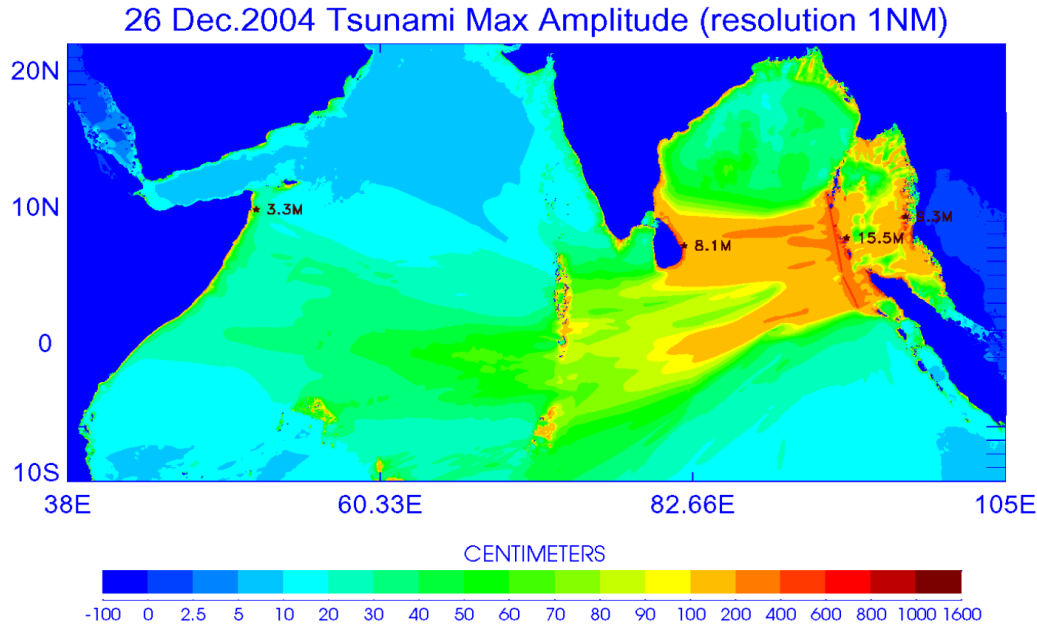 26 Dec.2004 Tsunami Max Amplitude (resolution 1NM)
20N
10N
3.3M
8.3M
15.5M
8.1M
0
10S
38E 60.33E 82.66E 105E
CENTIMETERS
-100 0 2.5 5 10 20 30 40 50 60 70 80 90 100 200 400 600 800 1000 1600